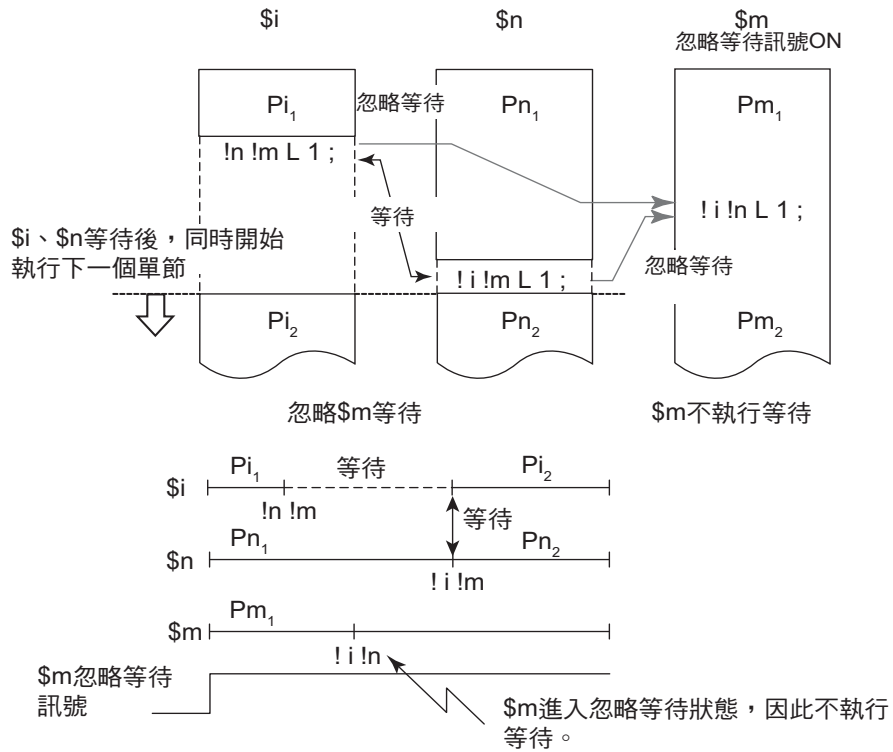 $i
$n
$m
忽略等待訊號ON
Pi1
忽略等待
Pn1
Pm1
!n !m L 1 ;
等待
! i !n L 1 ;
$i、$n等待後，同時開始
執行下一個單節
! i !m L 1 ;
忽略等待
Pi2
Pn2
Pm2
忽略$m等待
$m不執行等待
Pi1
等待
Pi2
$i
!n !m
等待
Pn1
Pn2
$n
! i !m
Pm1
$m
! i !n
$m忽略等待
訊號
$m進入忽略等待狀態，因此不執行
等待。